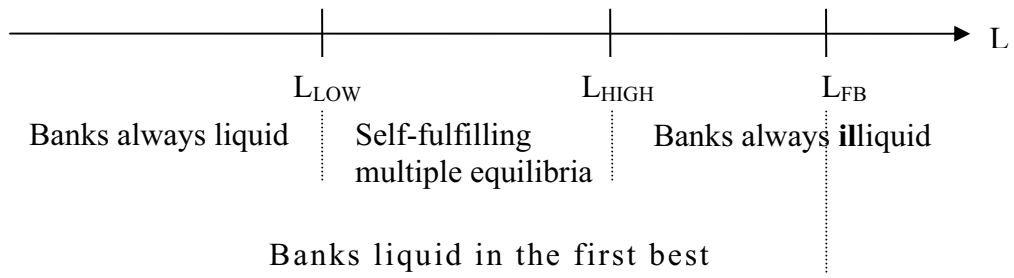 L
L_LOW L_HIGH L_FB
Banks always liquid Self-fulfilling Banks always illiquid
multiple equilibria
Banks liquid in the first best